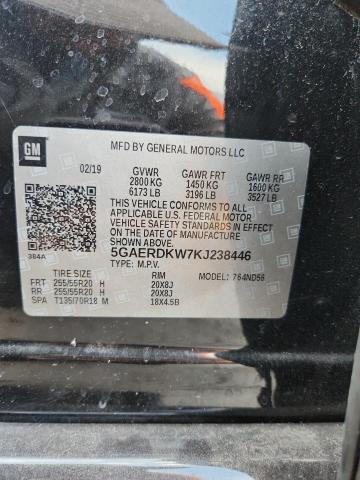 GM
MFD BY GENERAL MOTORS LLC
02/19 GVWR GAWR FRT GAWR RR
2800 KG 1450 KG 1600 KG
6173 LB 3196 LB 3527 LB
THIS VEHICLE CONFORMS TO ALL
APPLICABLE U.S. FEDERAL MOTOR
VEHICLE SAFETY STANDARDS IN
EFFECT ON THE DATE OF
MANUFACTURE SHOWN ABOVE.
384A 5GAERDKW7KJ238446
TYPE: M.P.V. MODEL: 764ND56
TIRE SIZE RIM
FRT 255/55R20 H 20X8J
RR 255/55R20 H 20X8J
SPA T135/70R18 M 18X4.5B